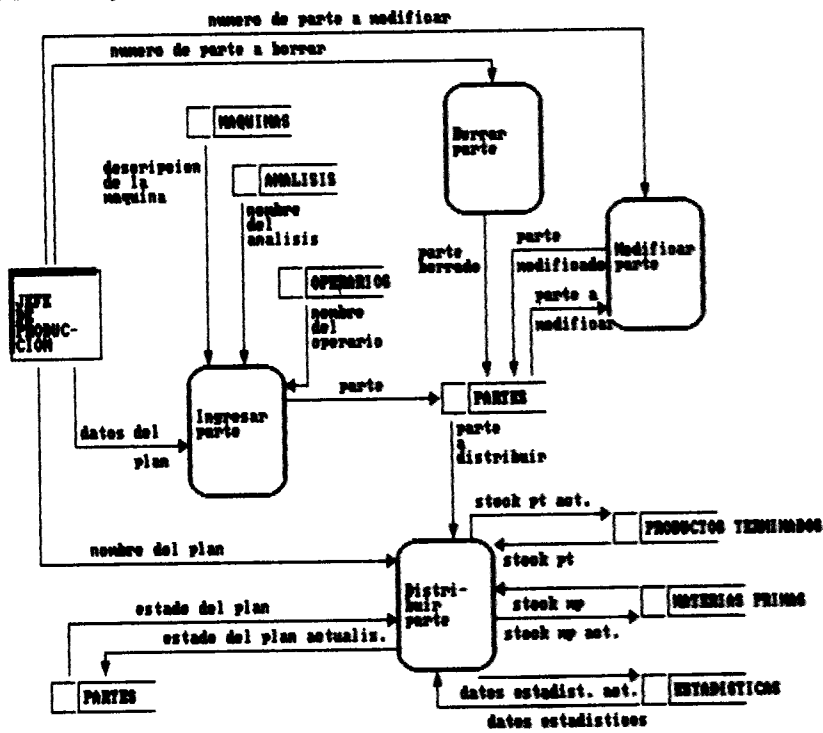 numero de parte a modificar
numero de parte a borrar
MAQUINAS
Borrar
parte
descripcion
de la
maquina
ANALISIS
nombre
del
analisis
parte
borrado
parte
modificado
Modificar
parte
OPERARIOS
parte a
modificar
JEFE
DE
PRODUC-
CION
nombre
del
operario
Ingresar
parte
parte
PARTES
datos del
plan
parte
a
distribuir
stock pt act.
PRODUCTOS TERMINADOS
nombre del plan
stock pt
Distri-
buir
parte
stock mp
MATERIAS PRIMAS
estado del plan
stock mp act.
estado del plan actualiz.
PARTES
datos estadist. act.
ESTADISTICAS
datos estadisticos